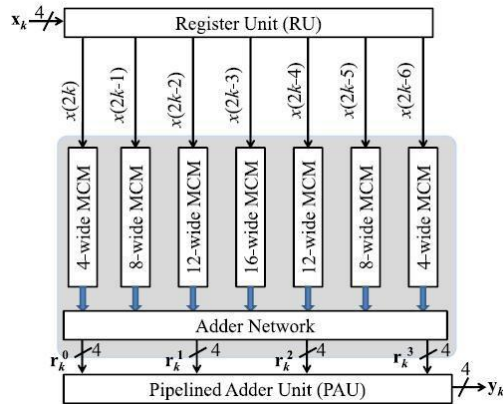 x_k
4
Register Unit (RU)
x(2k)
x(2k-1)
x(2k-2)
x(2k-3)
x(2k-4)
x(2k-5)
x(2k-6)
4-wide MCM
8-wide MCM
12-wide MCM
16-wide MCM
12-wide MCM
8-wide MCM
4-wide MCM
Adder Network
r_k^0
4
r_k^1
4
r_k^2
4
r_k^3
4
Pipelined Adder Unit (PAU)
4
y_k